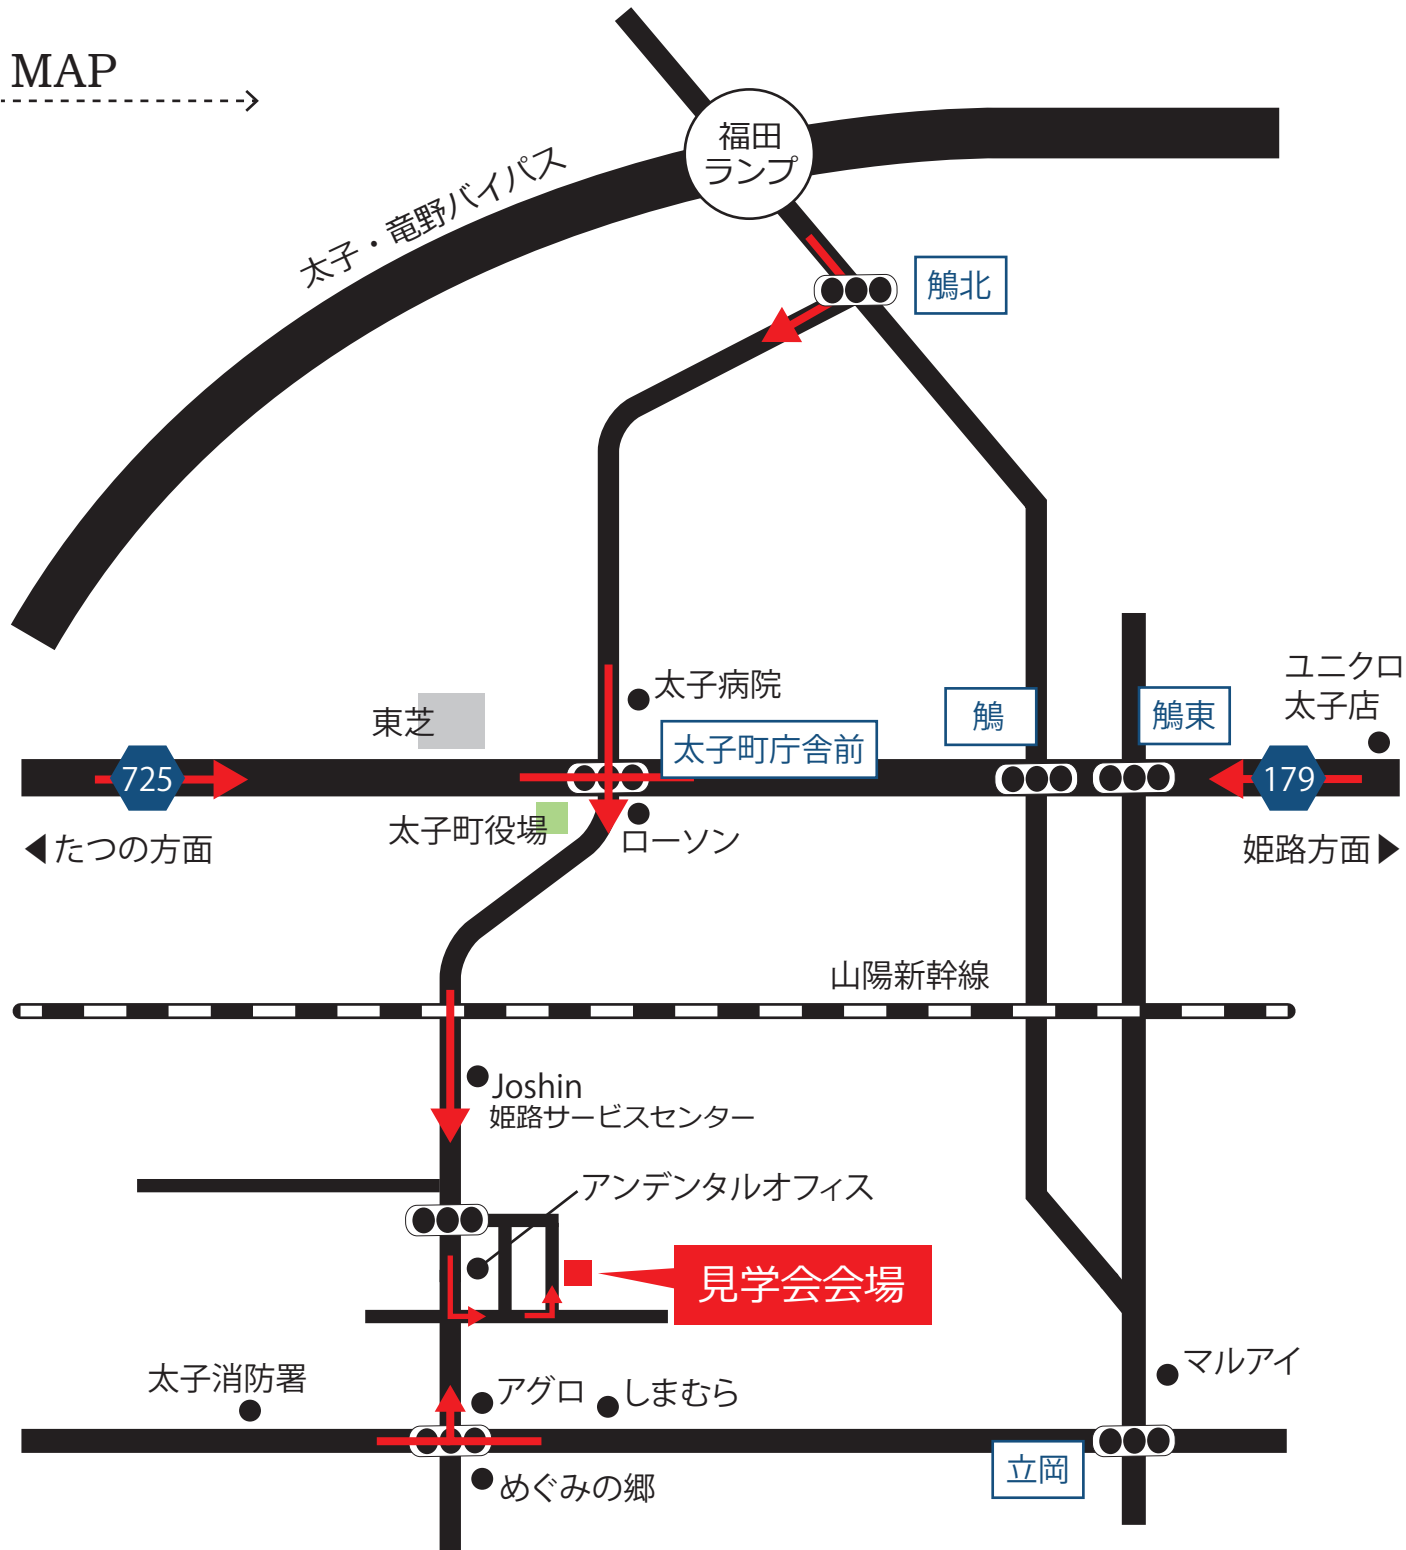 MAP
福田
ランプ
太子・竜野バイパス
鵤北
太子病院
ユニクロ
太子店
東芝
鵤
鵤東
太子町庁舎前
725
179
太子町役場
ローソン
たつの方面
姫路方面
山陽新幹線
Joshin
姫路サービスセンター
アンデンタルオフィス
見学会会場
マルアイ
太子消防署
アグロ
しまむら
立岡
めぐみの郷